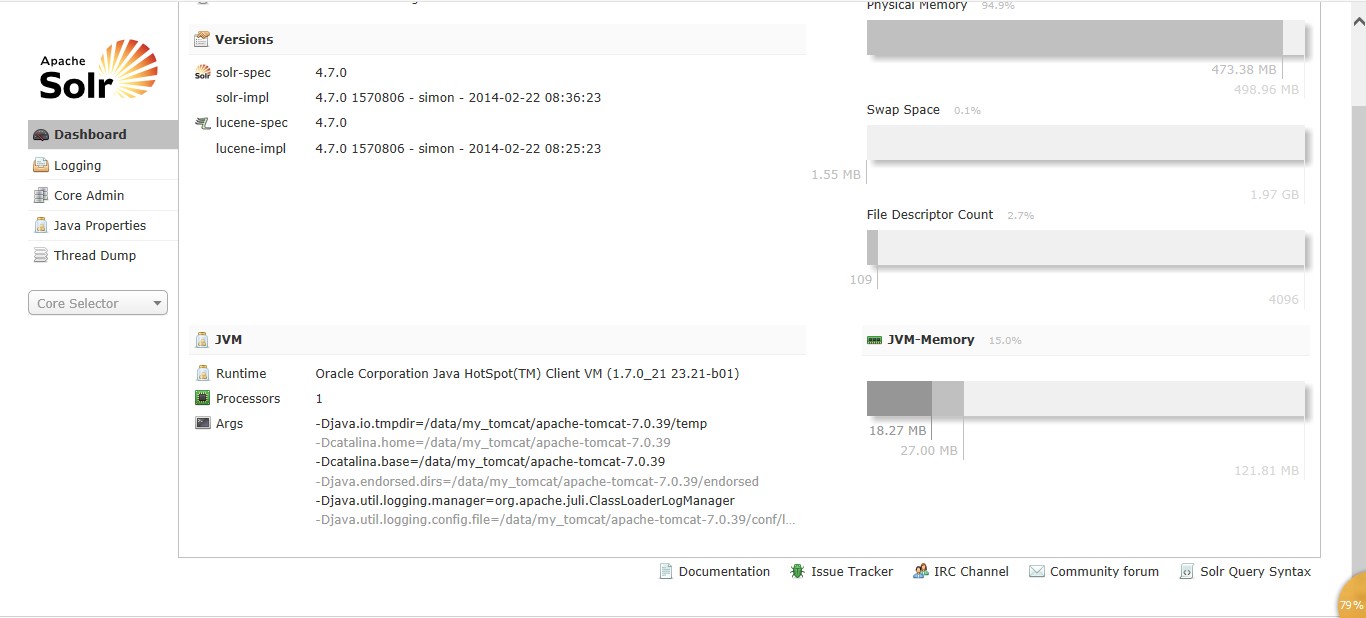 Physical Memory 94.9%
473.38 MB
498.96 MB
Apache
Solr
Dashboard
Logging
Core Admin
Java Properties
Thread Dump
Core Selector
Versions
Solr solr-spec 4.7.0
solr-impl 4.7.0 1570806 - simon - 2014-02-22 08:36:23
lucene-spec 4.7.0
lucene-impl 4.7.0 1570806 - simon - 2014-02-22 08:25:23
Swap Space 0.1%
1.55 MB
1.97 GB
File Descriptor Count 2.7%
109
4096
JVM
Runtime Oracle Corporation Java HotSpot(TM) Client VM (1.7.0_21 23.21-b01)
Processors 1
Args -Djava.io.tmpdir=/data/my_tomcat/apache-tomcat-7.0.39/temp
-Dcatalina.home=/data/my_tomcat/apache-tomcat-7.0.39
-Dcatalina.base=/data/my_tomcat/apache-tomcat-7.0.39
-Djava.endorsed.dirs=/data/my_tomcat/apache-tomcat-7.0.39/endorsed
-Djava.util.logging.manager=org.apache.juli.ClassLoaderLogManager
-Djava.util.logging.config.file=/data/my_tomcat/apache-tomcat-7.0.39/conf/l...
JVM-Memory 15.0%
18.27 MB
27.00 MB
121.81 MB
Documentation Issue Tracker IRC Channel Community forum Solr Query Syntax
79%